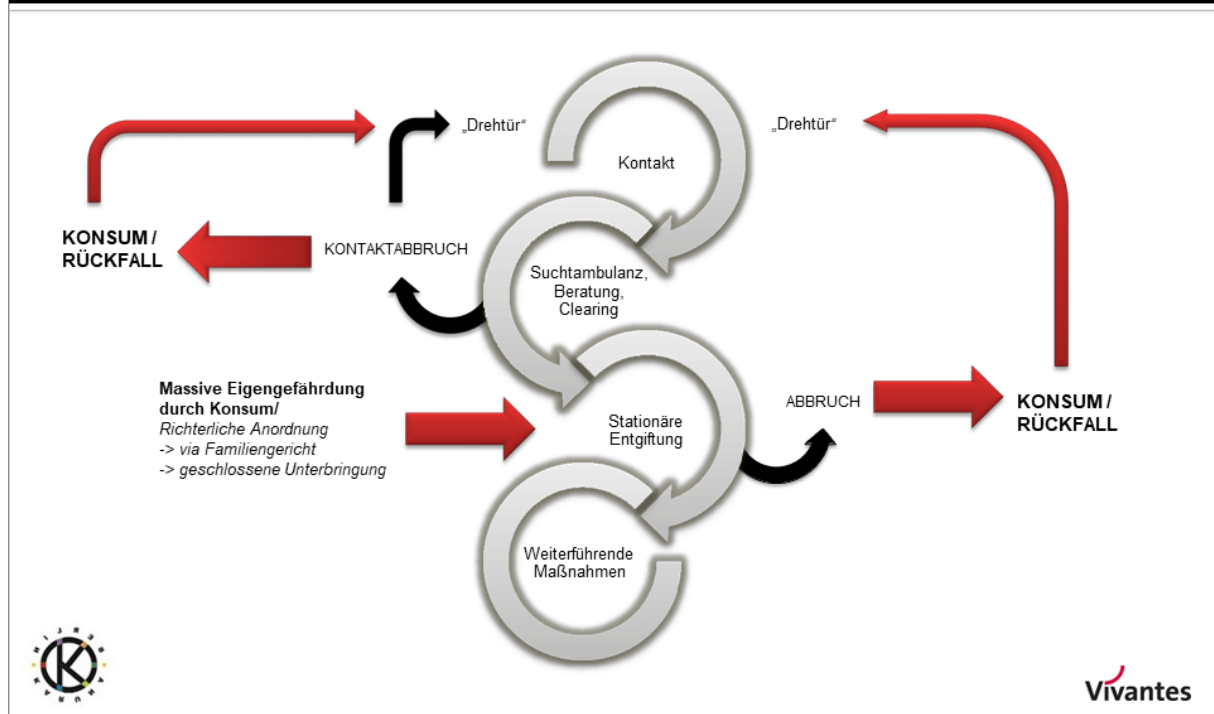 „Drehtür“
„Drehtür“
Kontakt
KONSUM /
RÜCKFALL
KONTAKTABBRUCH
Suchtambulanz,
Beratung,
Clearing
Massive Eigengefährdung
durch Konsum/
Richterliche Anordnung
-> via Familiengericht
-> geschlossene Unterbringung
Stationäre
Entgiftung
ABBRUCH
KONSUM /
RÜCKFALL
Weiterführende
Maßnahmen
K
Vivantes